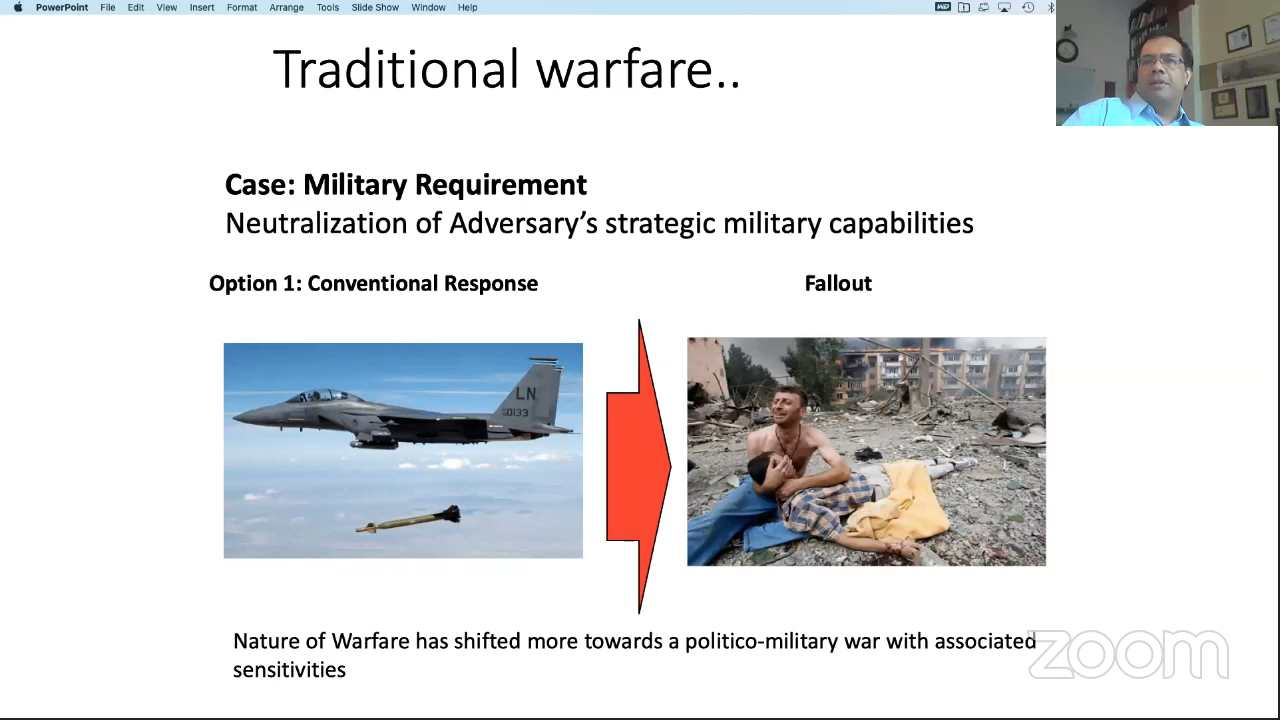 PowerPoint File Edit View Insert Format Arrange Tools Slide Show Window Help
Traditional warfare..
Case: Military Requirement
Neutralization of Adversary's strategic military capabilities
Option 1: Conventional Response
Fallout
LN
0133
Nature of Warfare has shifted more towards a politico-military war with associated
sensitivities
zoom